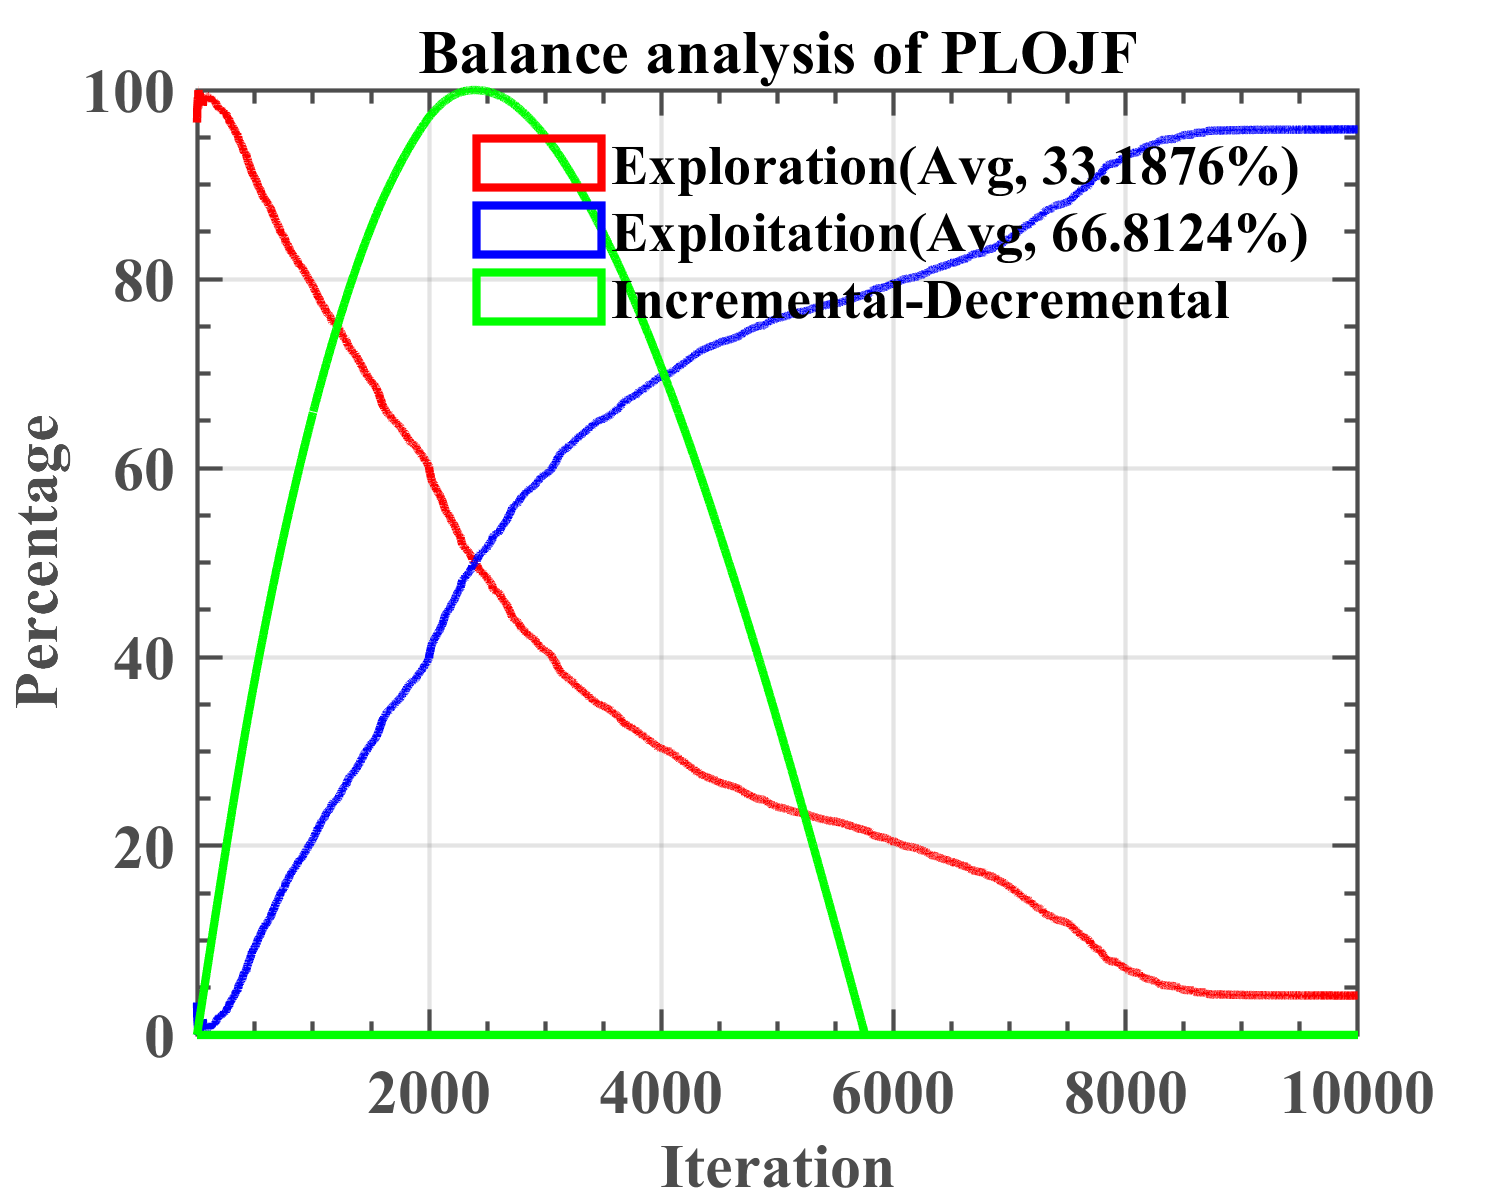 Balance analysis of PLOJF
100
80
60
40
20
0
Percentage
Exploration(Avg, 33.1876%)
Exploitation(Avg, 66.8124%)
Incremental-Decremental
2000 4000 6000 8000 10000
Iteration